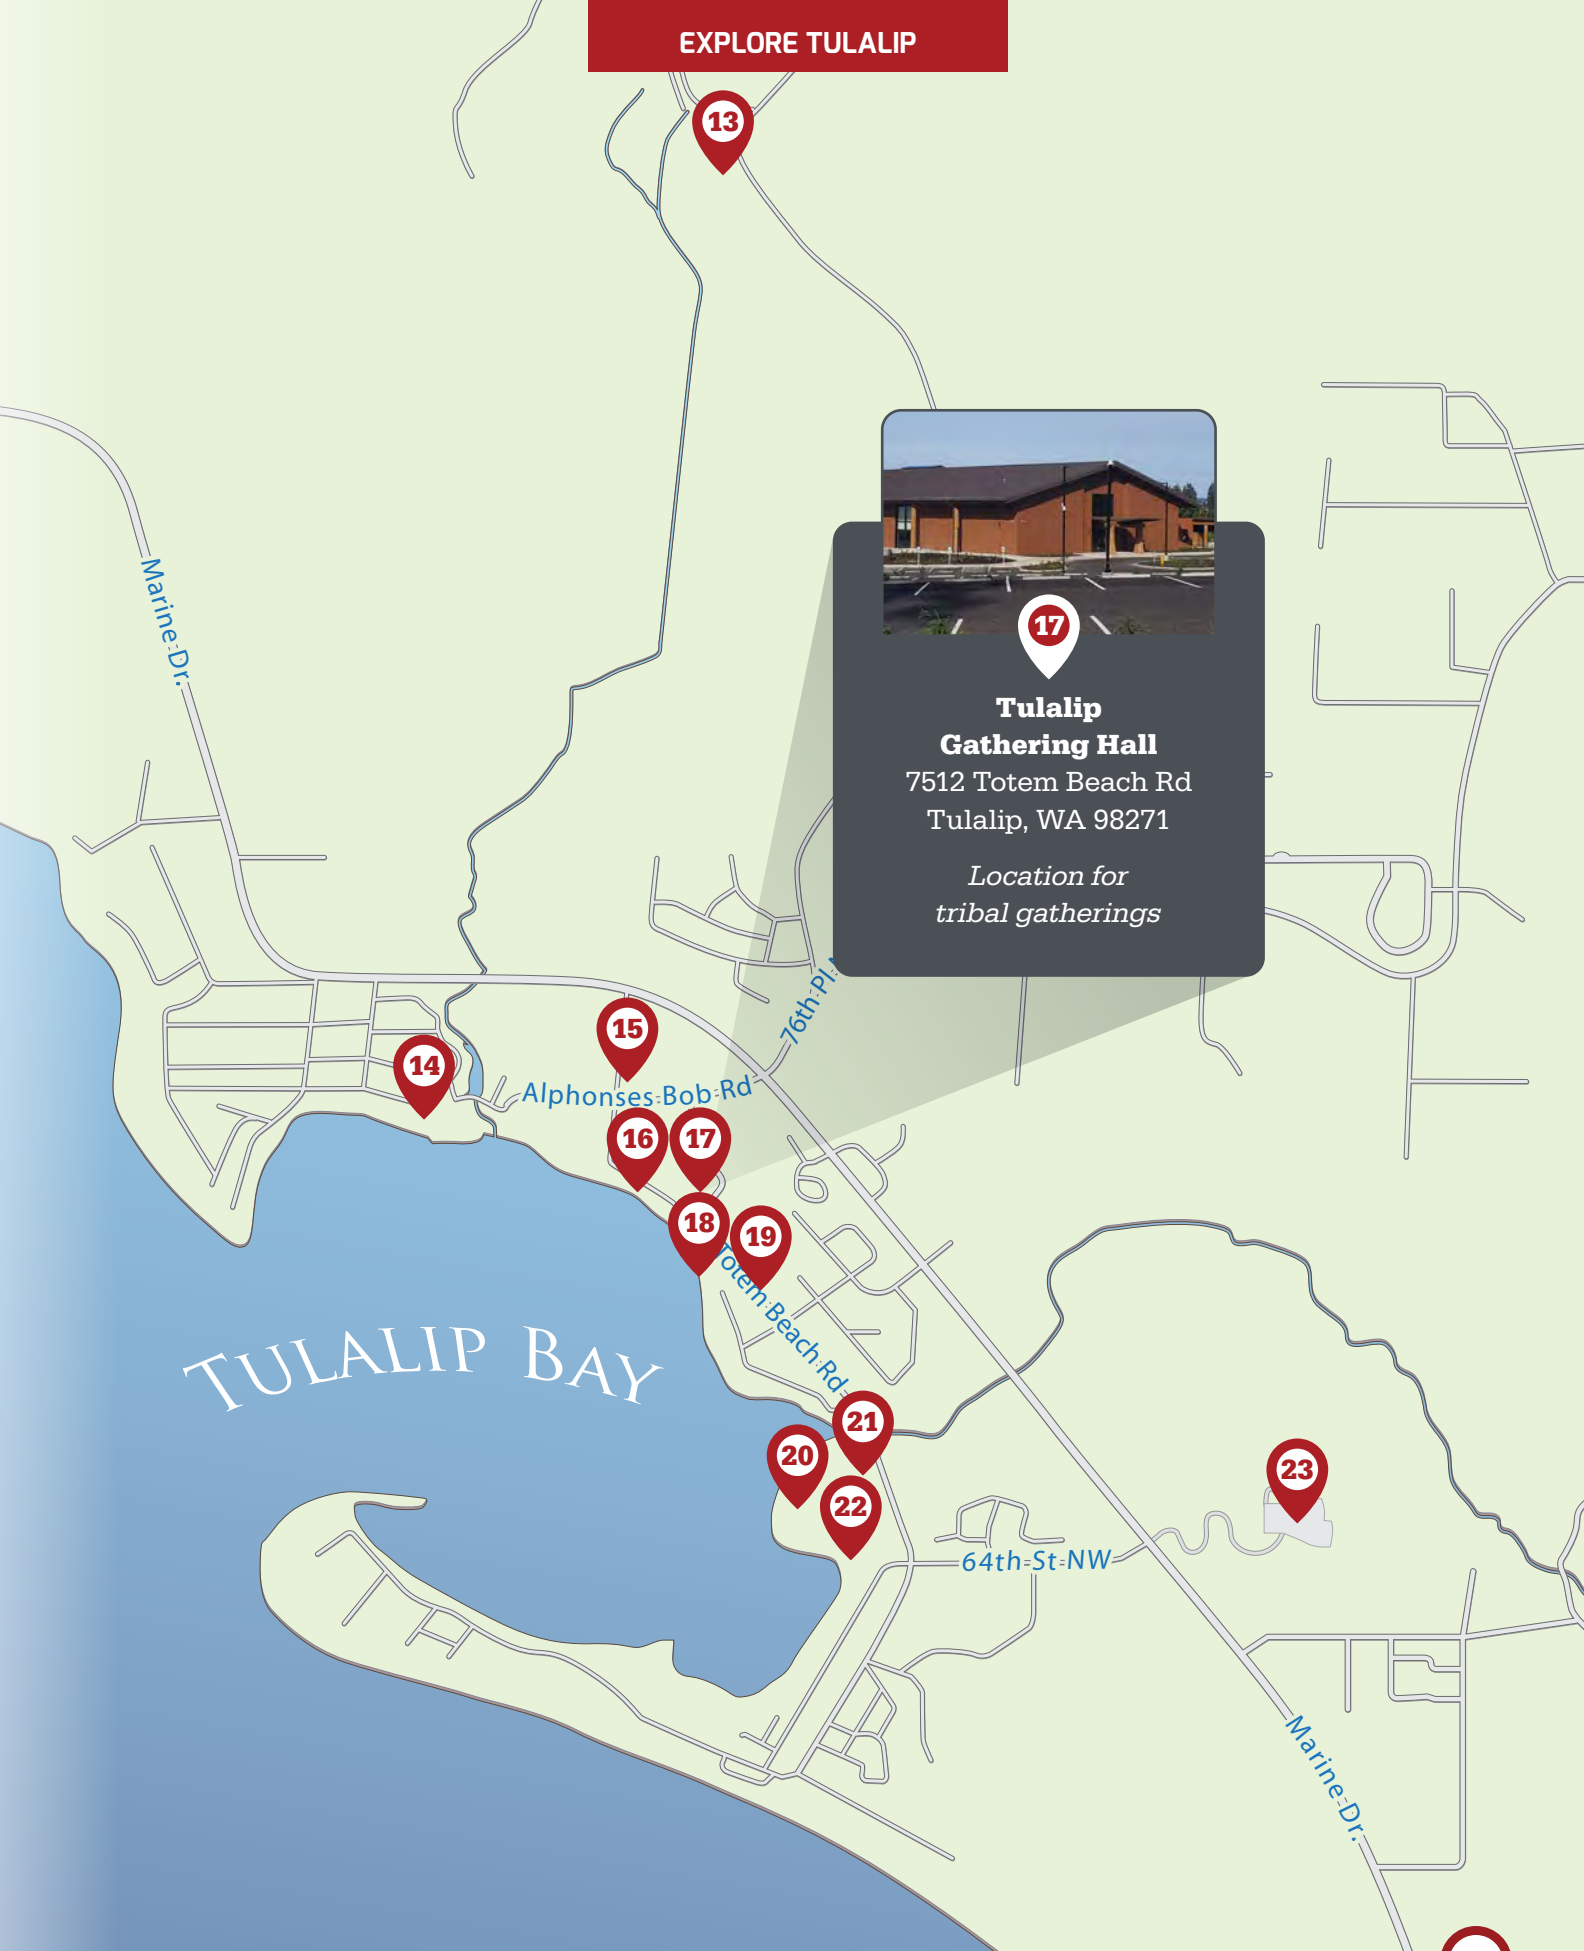 EXPLORE TULALIP
13
Marine Dr.
17
Tulalip
Gathering Hall
7512 Totem Beach Rd
Tulalip, WA 98271
Location for
tribal gatherings
76th Pl
15
14
Alphonses Bob Rd
16
17
18
19
Totem Beach Rd
TULALIP BAY
21
20
22
23
64th St NW
Marine Dr.